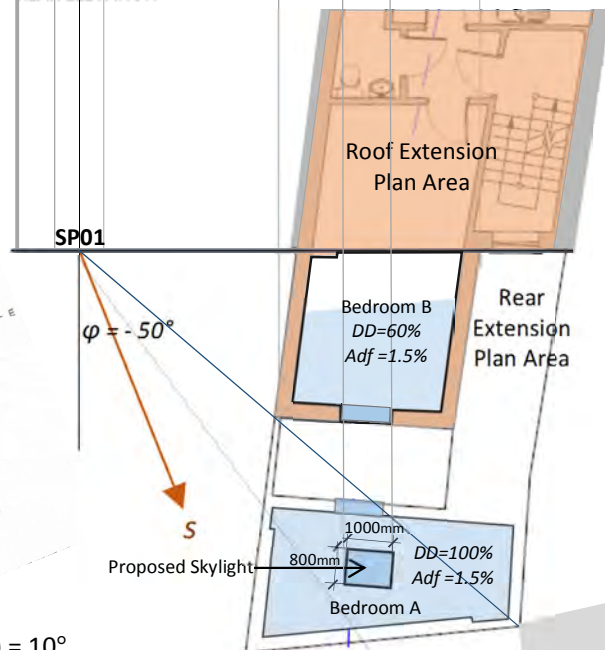 Roof Extension
Plan Area
SP01
φ = - 50°
Bedroom B
DD=60%
Adf =1.5%
Rear
Extension
Plan Area
S
1000mm
800mm
DD=100%
Adf =1.5%
Proposed Skylight
Bedroom A
= 10°